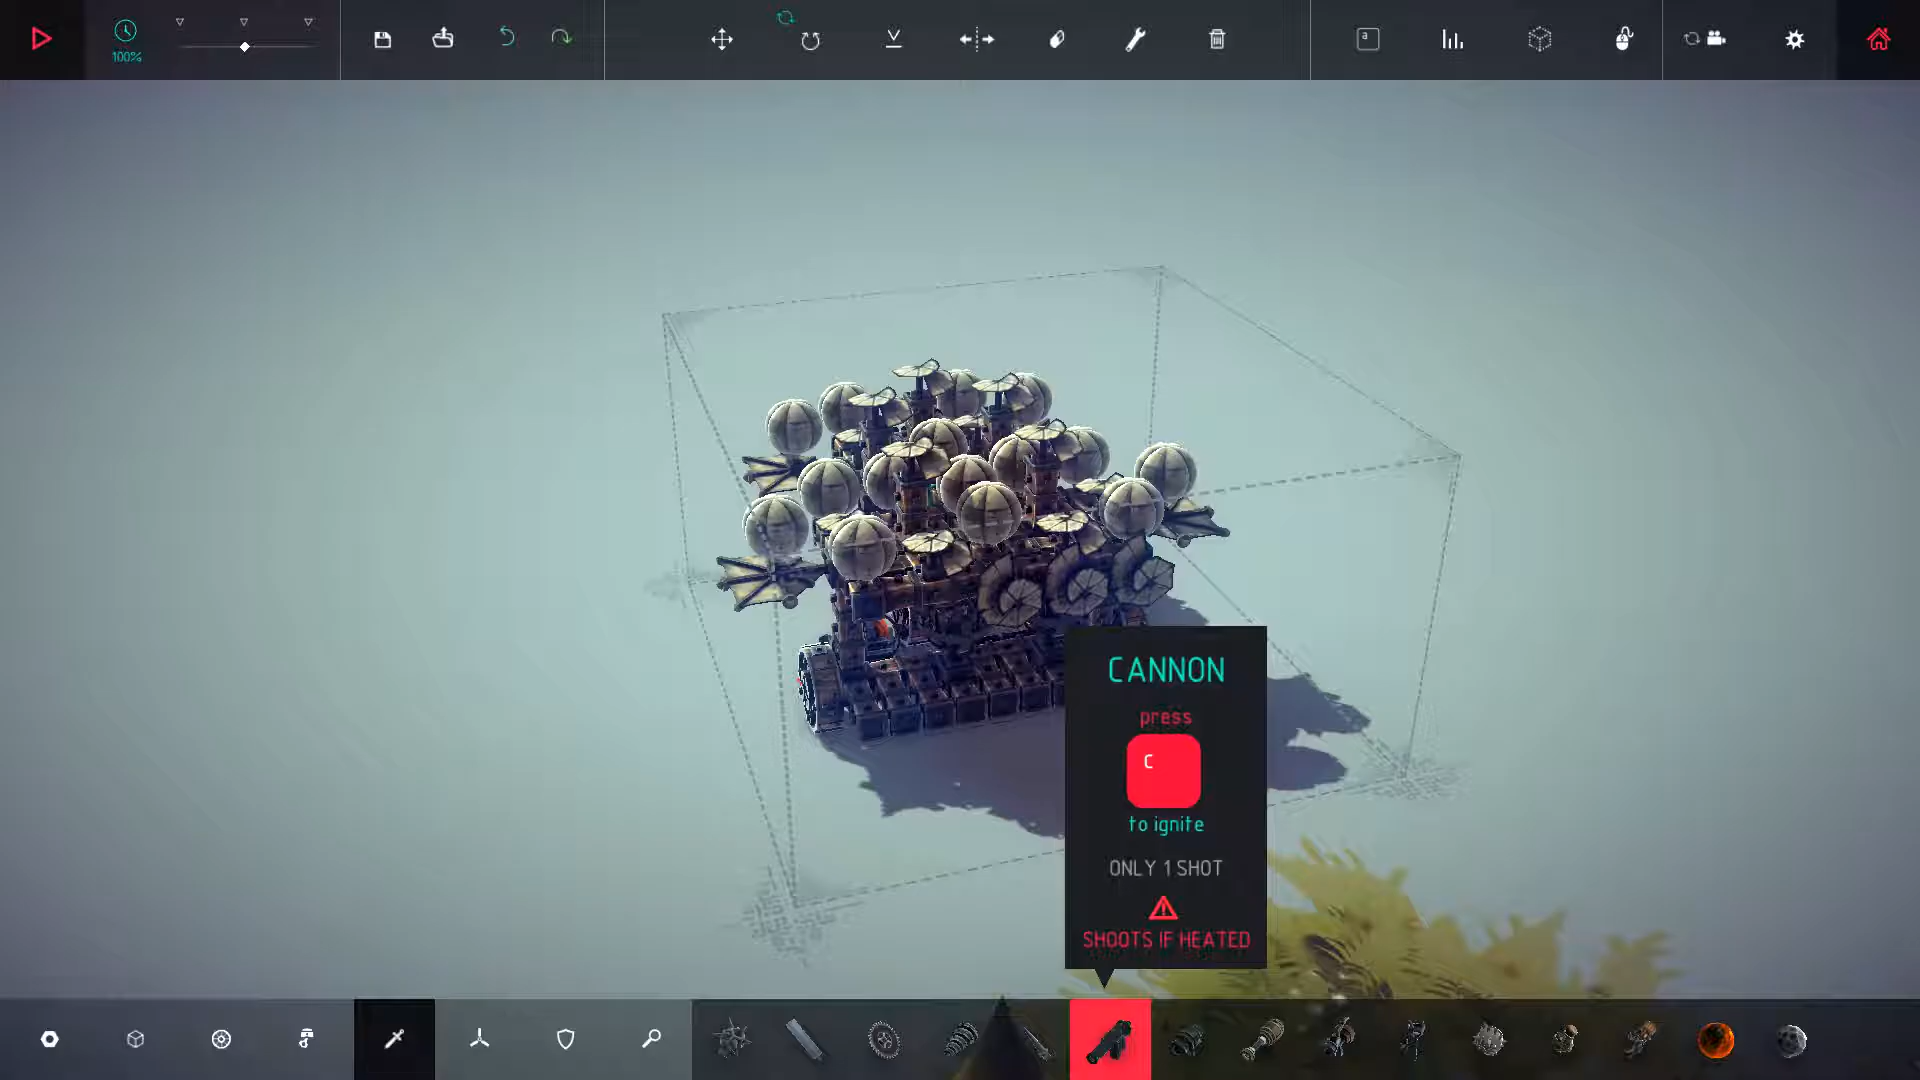 100%
a
CANNON
press
C
to ignite
ONLY 1 SHOT
SHOOTS IF HEATED